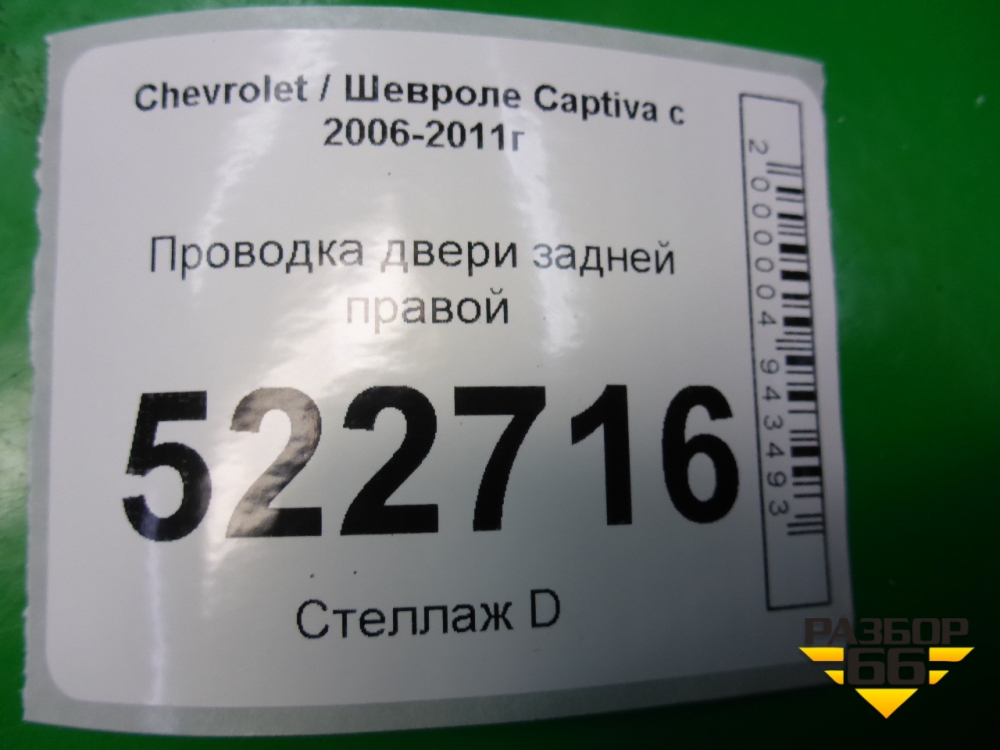 Chevrolet / Шевроле Captiva с
2006-2011г
Проводка двери задней
правой
522716
Стеллаж D
2000004943493
РАЗБОР
66